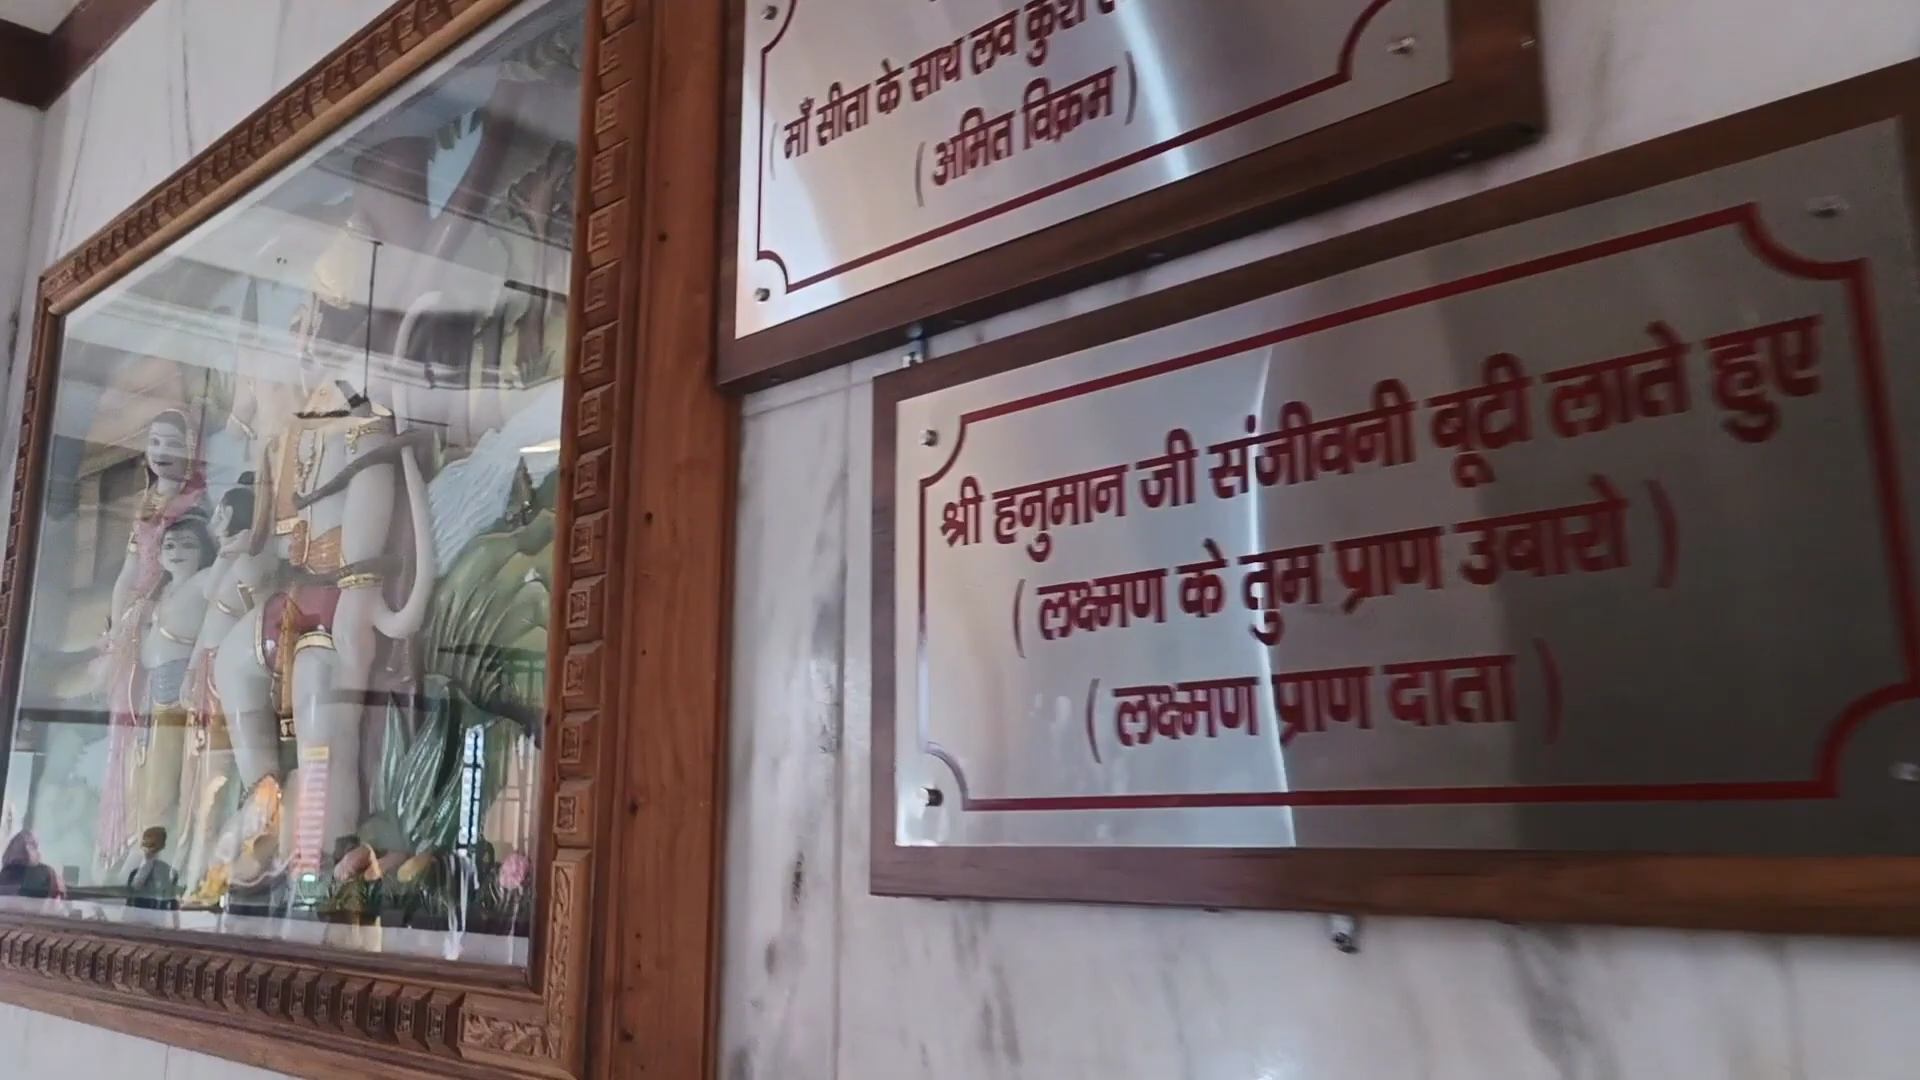 ( माँ सीता के साथ लव कुश
( अमित विक्रम )
श्री हनुमान जी संजीवनी बूटी लाते हुए
( लक्ष्मण के तुम प्राण उबारो )
( लक्ष्मण प्राण दाता )